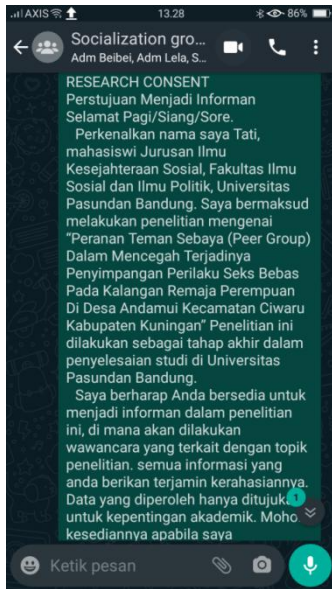 AXIS
13.28
86%
Socialization gro...
Adm Beibei, Adm Lela, S...
RESEARCH CONSENT
Perstujuan Menjadi Informan
Selamat Pagi/Siang/Sore.
Perkenalkan nama saya Tati,
mahasiswi Jurusan Ilmu
Kesejahteraan Sosial, Fakultas Ilmu
Sosial dan Ilmu Politik, Universitas
Pasundan Bandung. Saya bermaksud
melakukan penelitian mengenai
"Peranan Teman Sebaya (Peer Group)
Dalam Mencegah Terjadinya
Penyimpangan Perilaku Seks Bebas
Pada Kalangan Remaja Perempuan
Di Desa Andamui Kecamatan Ciwaru
Kabupaten Kuningan" Penelitian ini
dilakukan sebagai tahap akhir dalam
penyelesaian studi di Universitas
Pasundan Bandung.
Saya berharap Anda bersedia untuk
menjadi informan dalam penelitian
ini, di mana akan dilakukan
wawancara yang terkait dengan topik
penelitian. semua informasi yang
anda berikan terjamin kerahasiannya.
Data yang diperoleh hanya ditujuk
1
untuk kepentingan akademik. Moho
kesediannya apabila saya
Ketik pesan